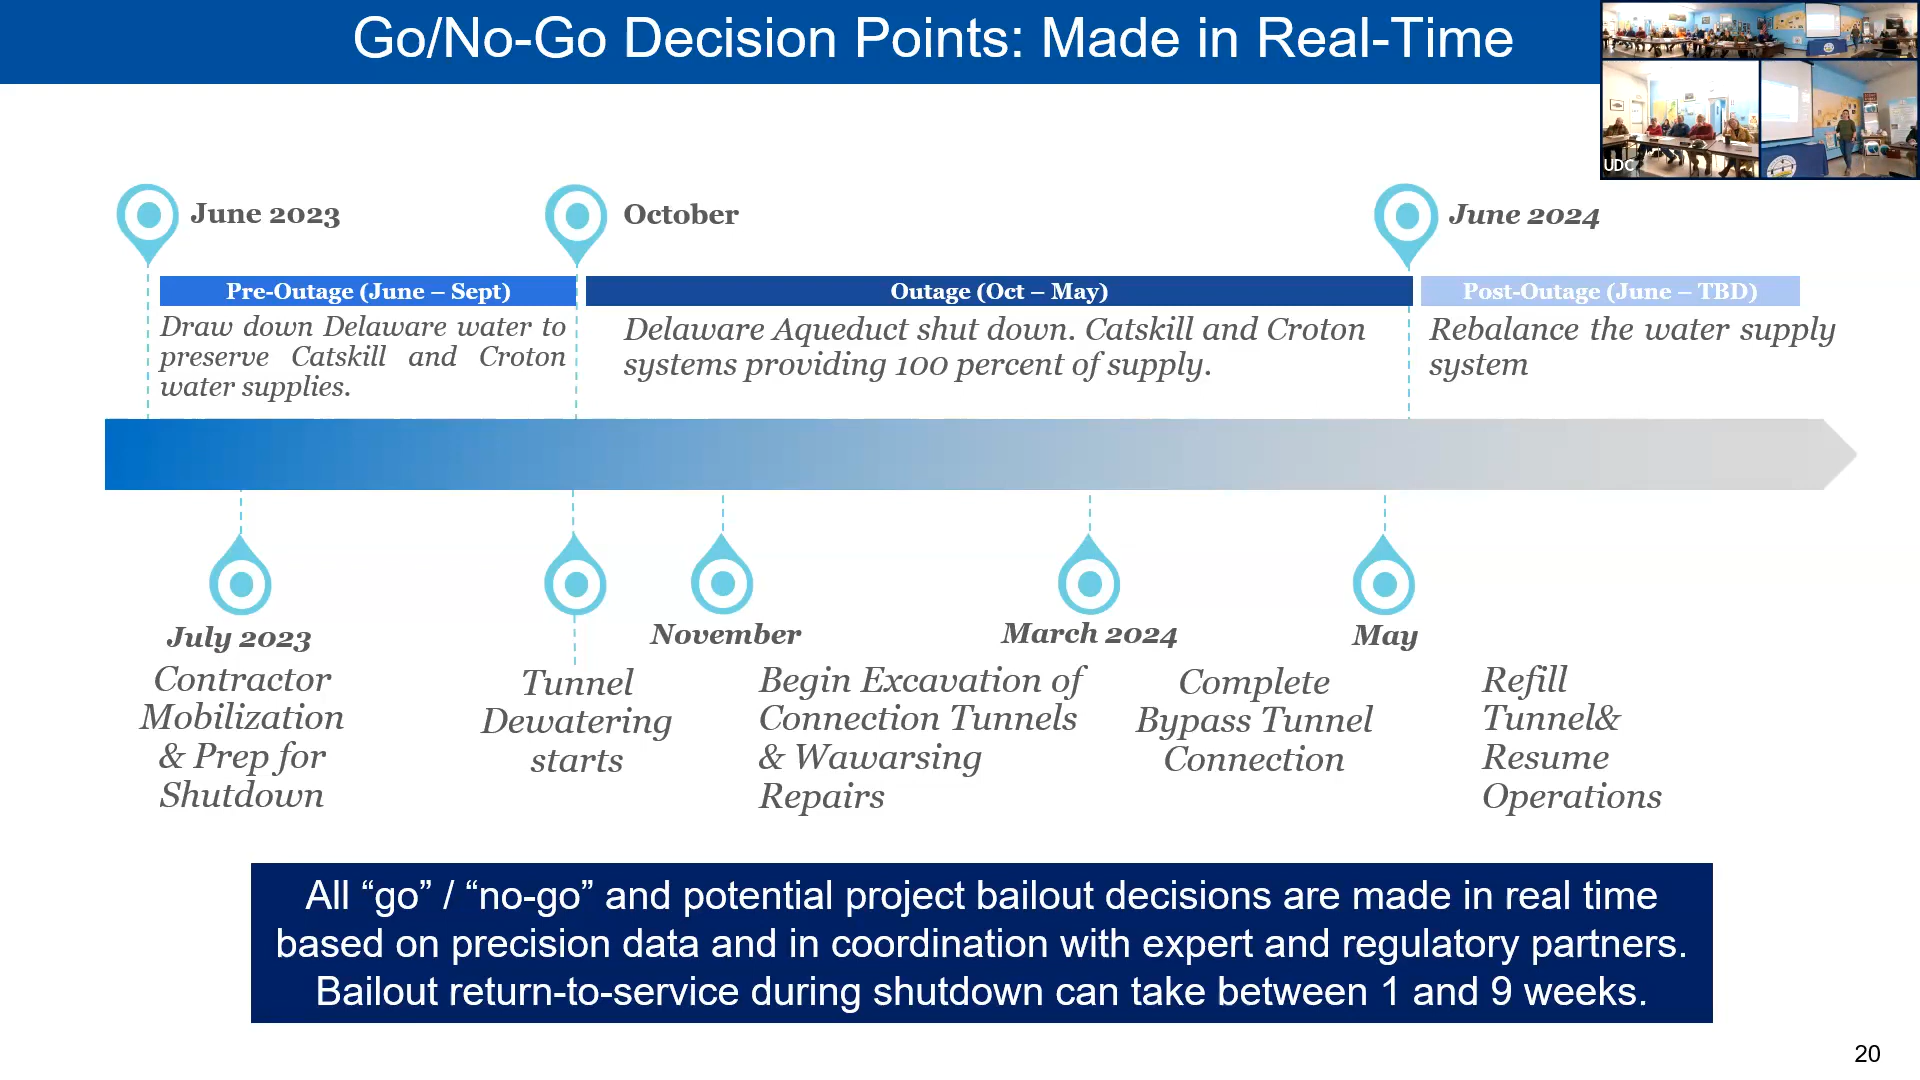 Go/No-Go Decision Points: Made in Real-Time
UDC
June 2023
October
June 2024
Pre-Outage (June – Sept)
Outage (Oct – May)
Post-Outage (June – TBD)
Draw down Delaware water to
preserve Catskill and Croton
water supplies.
Delaware Aqueduct shut down. Catskill and Croton
systems providing 100 percent of supply.
Rebalance the water supply
system
July 2023
Contractor
Mobilization
& Prep for
Shutdown
Tunnel
Dewatering
starts
November
Begin Excavation of
Connection Tunnels
& Wawarsing
Repairs
March 2024
Complete
Bypass Tunnel
Connection
May
Refill
Tunnel&
Resume
Operations
All “go” / “no-go” and potential project bailout decisions are made in real time
based on precision data and in coordination with expert and regulatory partners.
Bailout return-to-service during shutdown can take between 1 and 9 weeks.
20